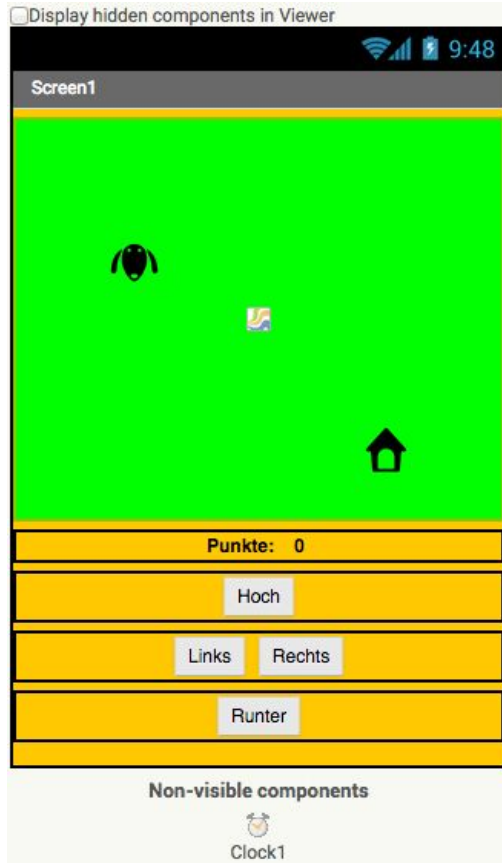 Display hidden components in Viewer
9:48
Screen1
Punkte: 0
Hoch
Links Rechts
Runter
Non-visible components
Clock1